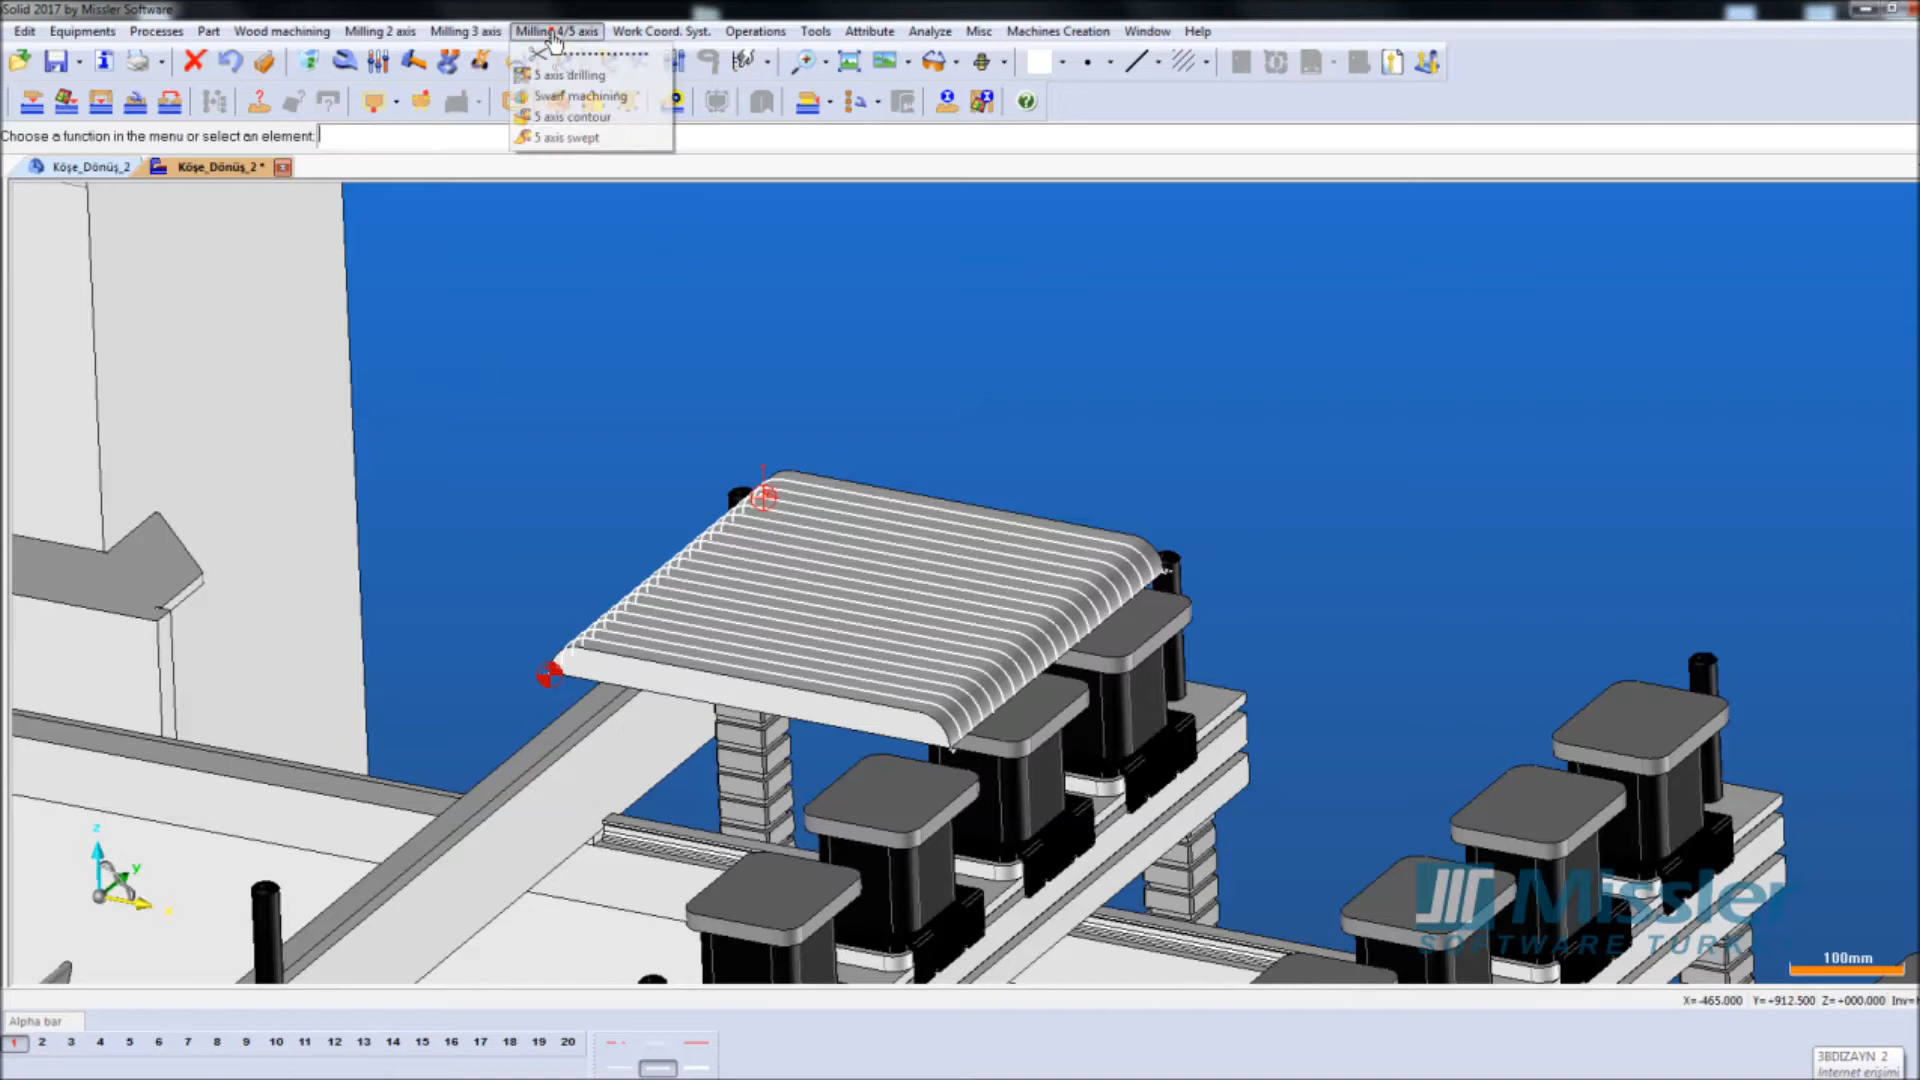 Solid 2017 by Missler Software
Edit Equipments Processes Part Wood machining Milling 2 axis Milling 3 axis Milling 4/5 axis Work Coord. Syst. Operations Tools Attribute Analyze Misc Machines Creation Window Help
5 axis drilling
Swarf machining
5 axis contour
5 axis swept
Choose a function in the menu or select an element:
Köşe_Dönüş_2 Köşe_Dönüş_2 *
z
y
x
Missler
SOFTWARE TURK
100mm
X= -465.000 Y= +912.500 Z= +000.000 Inv=
Alpha bar
1 2 3 4 5 6 7 8 9 10 11 12 13 14 15 16 17 18 19 20
3BDIZAYN 2
Internet erişimi